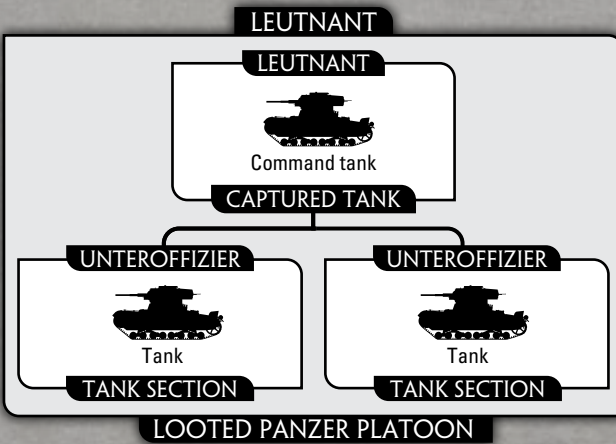 LEUTNANT
LEUTNANT
Command tank
CAPTURED TANK
UNTEROFFIZIER
UNTEROFFIZIER
Tank
Tank
TANK SECTION
TANK SECTION
LOOTED PANZER PLATOON